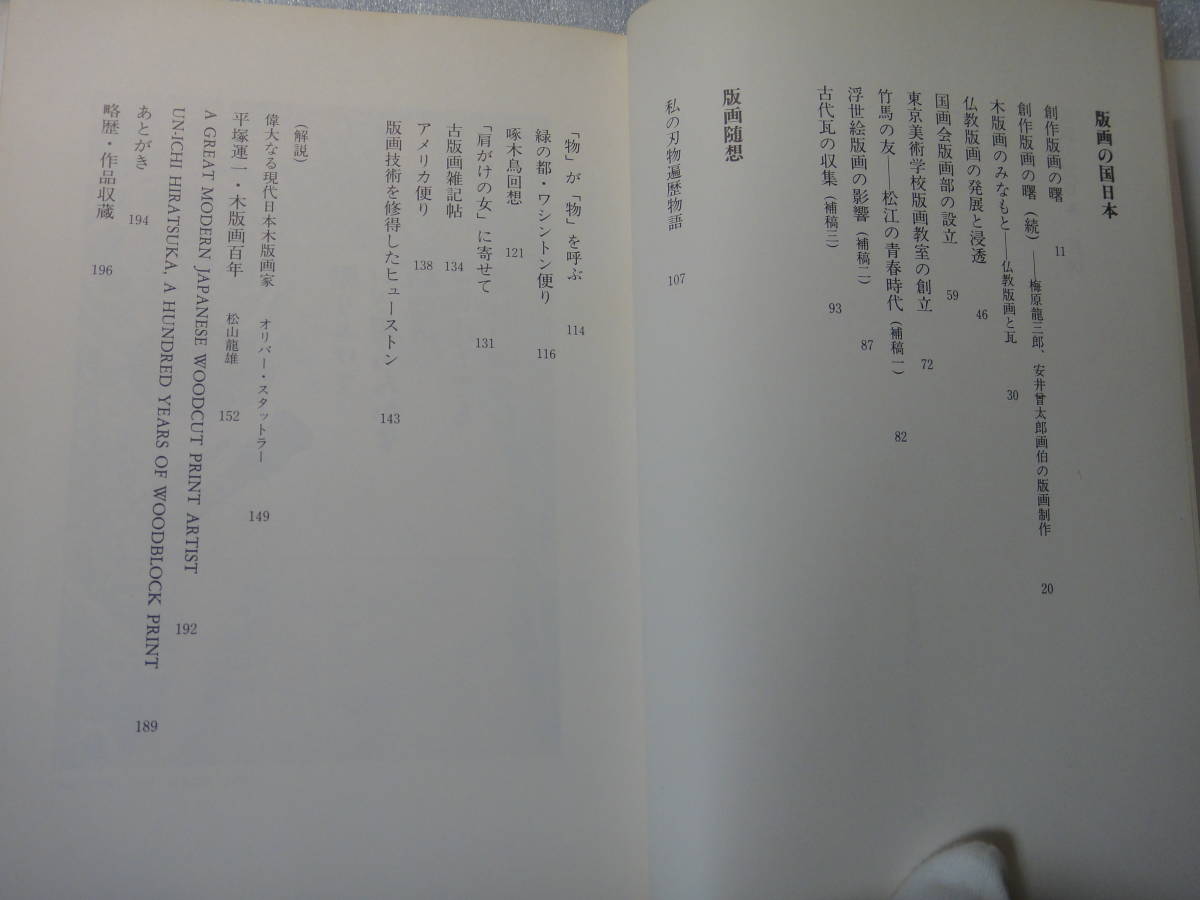 版画の国日本
創作版画の曙 11
創作版画の曙(続)——梅原龍三郎、安井曾太郎画伯の版画制作 20
木版画のみなもと——仏教版画と瓦 30
仏教版画の発展と浸透 46
国画会版画部の設立 59
東京美術学校版画教室の創立 72
竹馬の友——松江の青春時代(補稿一) 82
浮世絵版画の影響(補稿二) 87
古代瓦の収集(補稿三) 93
版画随想
私の刃物遍歴物語 107
「物」が「物」を呼ぶ 114
緑の都・ワシントン便り 116
啄木鳥回想 121
「肩がけの女」に寄せて 131
古版画雑記帖 134
アメリカ便り 138
版画技術を修得したヒューストン 143
(解説)
偉大なる現代日本木版画家 オリバー・スタットラー 149
平塚運一・木版画百年 松山龍雄 152
A GREAT MODERN JAPANESE WOODCUT PRINT ARTIST 192
UN-ICHI HIRATSUKA, A HUNDRED YEARS OF WOODBLOCK PRINT 189
あとがき 194
略歴・作品収蔵 196